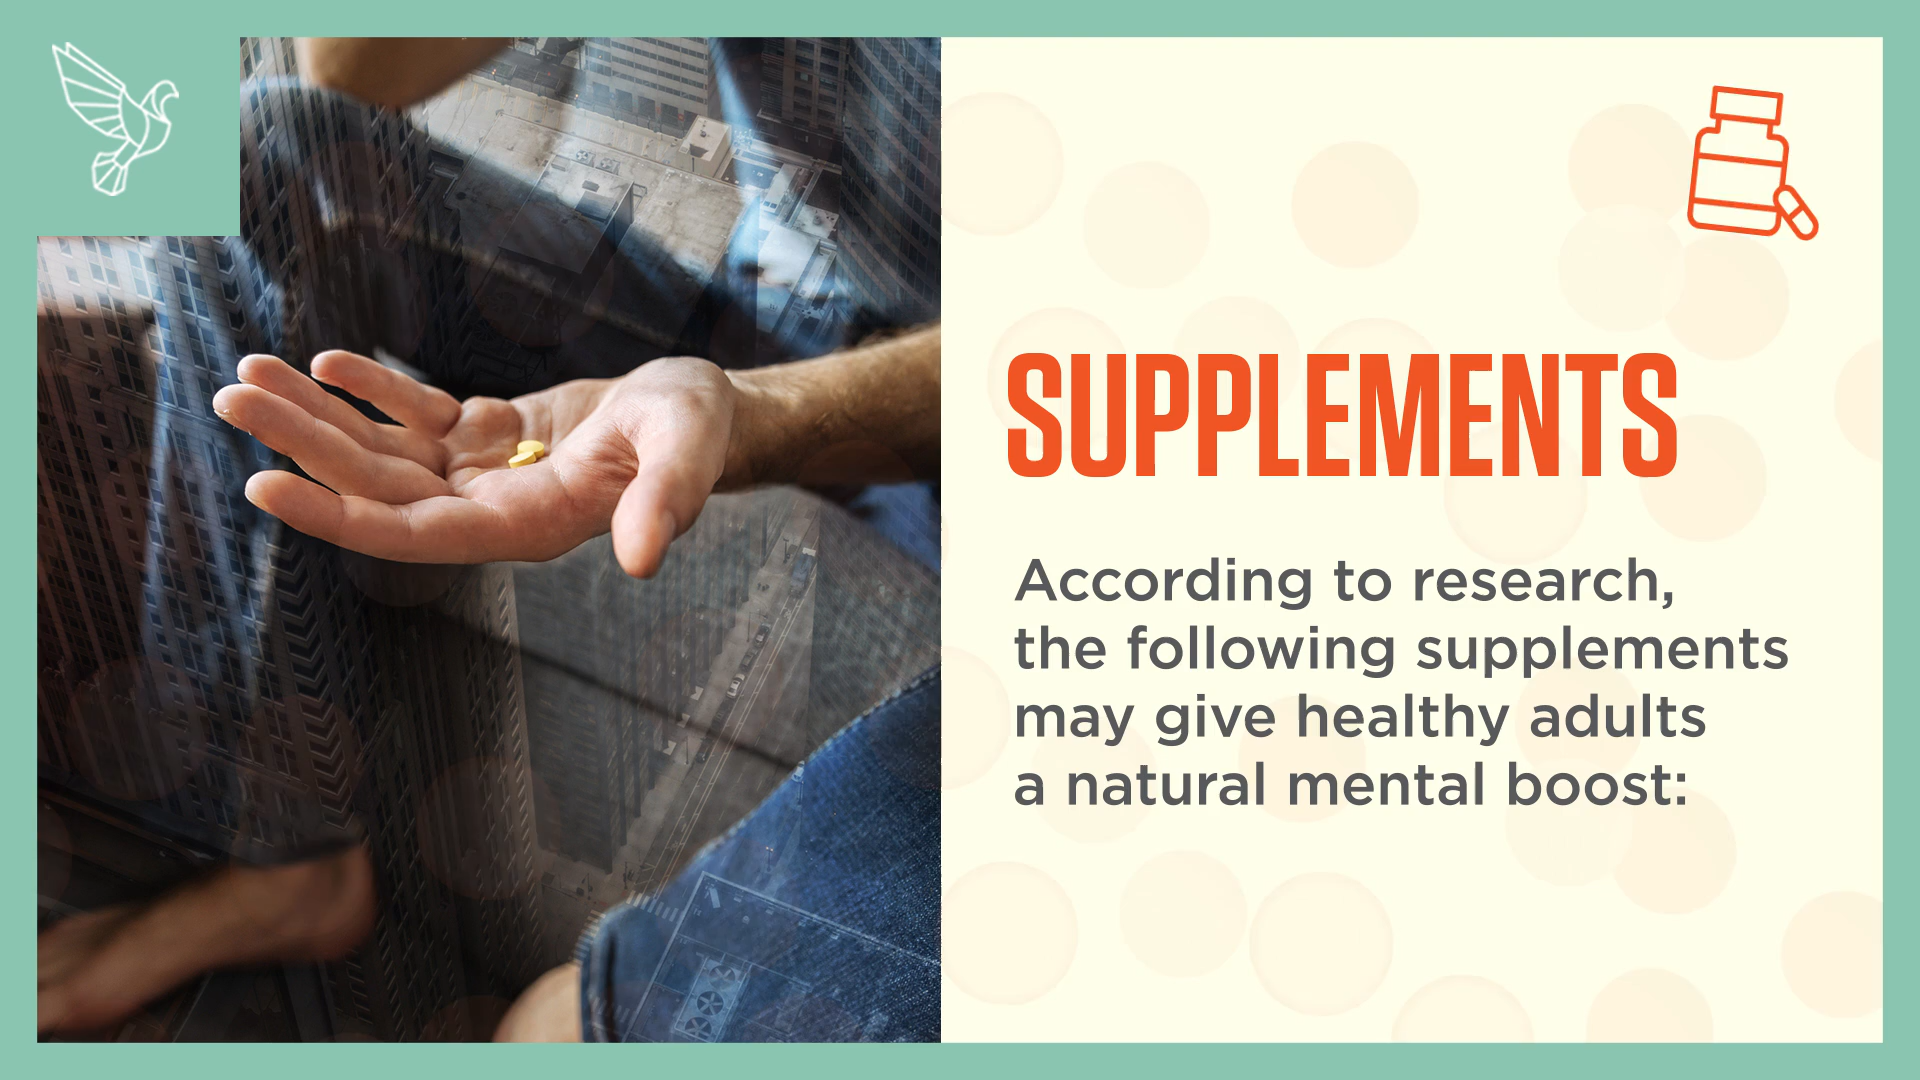 SUPPLEMENTS
According to research,
the following supplements
may give healthy adults
a natural mental boost: